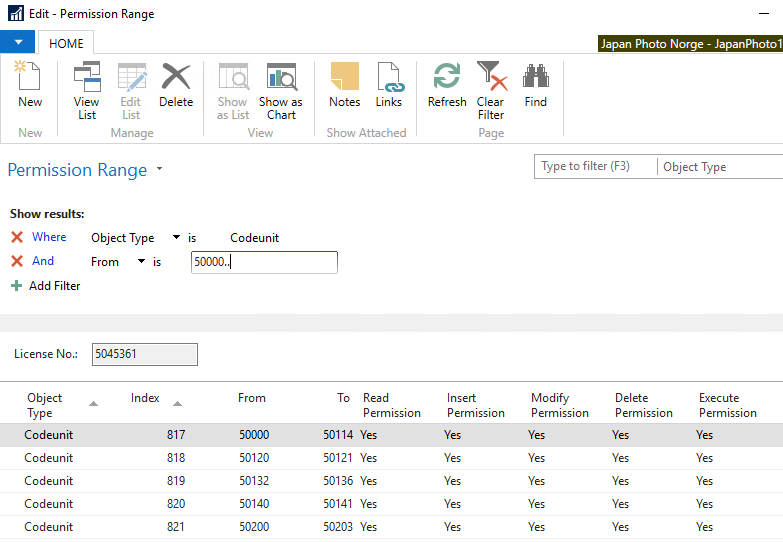 Edit - Permission Range
HOME
Japan Photo Norge - JapanPhoto1
New
View List
Edit List
Delete
Show as List
Show as Chart
Notes
Links
Refresh
Clear Filter
Find
New
Manage
View
Show Attached
Page
Permission Range
Type to filter (F3)
Object Type
Show results:
Where Object Type is Codeunit
And From is 50000..
Add Filter
License No.: 5045361
Object Type Index From To Read Permission Insert Permission Modify Permission Delete Permission Execute Permission
Codeunit 817 50000 50114 Yes Yes Yes Yes Yes
Codeunit 818 50120 50121 Yes Yes Yes Yes Yes
Codeunit 819 50132 50136 Yes Yes Yes Yes Yes
Codeunit 820 50140 50141 Yes Yes Yes Yes Yes
Codeunit 821 50200 50203 Yes Yes Yes Yes Yes